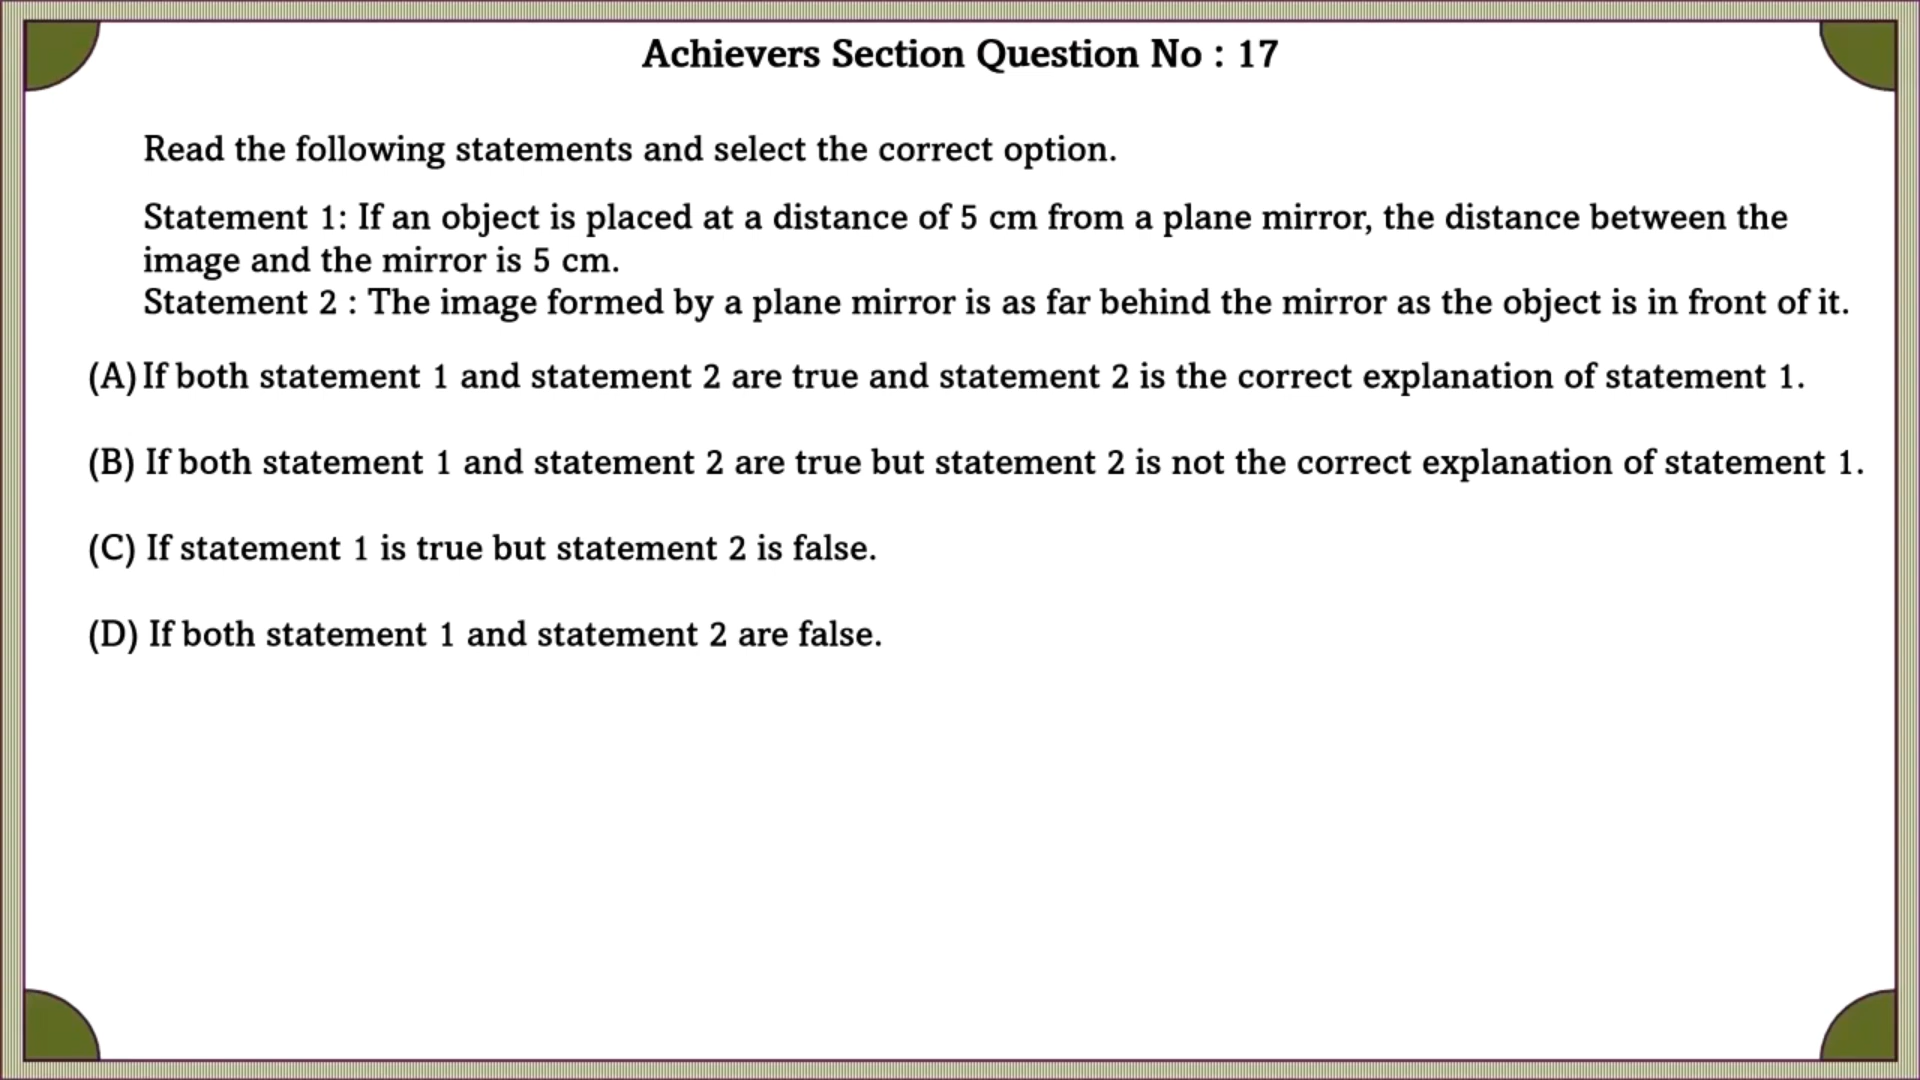 Achievers Section Question No : 17
Read the following statements and select the correct option.
Statement 1: If an object is placed at a distance of 5 cm from a plane mirror, the distance between the
image and the mirror is 5 cm.
Statement 2 : The image formed by a plane mirror is as far behind the mirror as the object is in front of it.
(A) If both statement 1 and statement 2 are true and statement 2 is the correct explanation of statement 1.
(B) If both statement 1 and statement 2 are true but statement 2 is not the correct explanation of statement 1.
(C) If statement 1 is true but statement 2 is false.
(D) If both statement 1 and statement 2 are false.